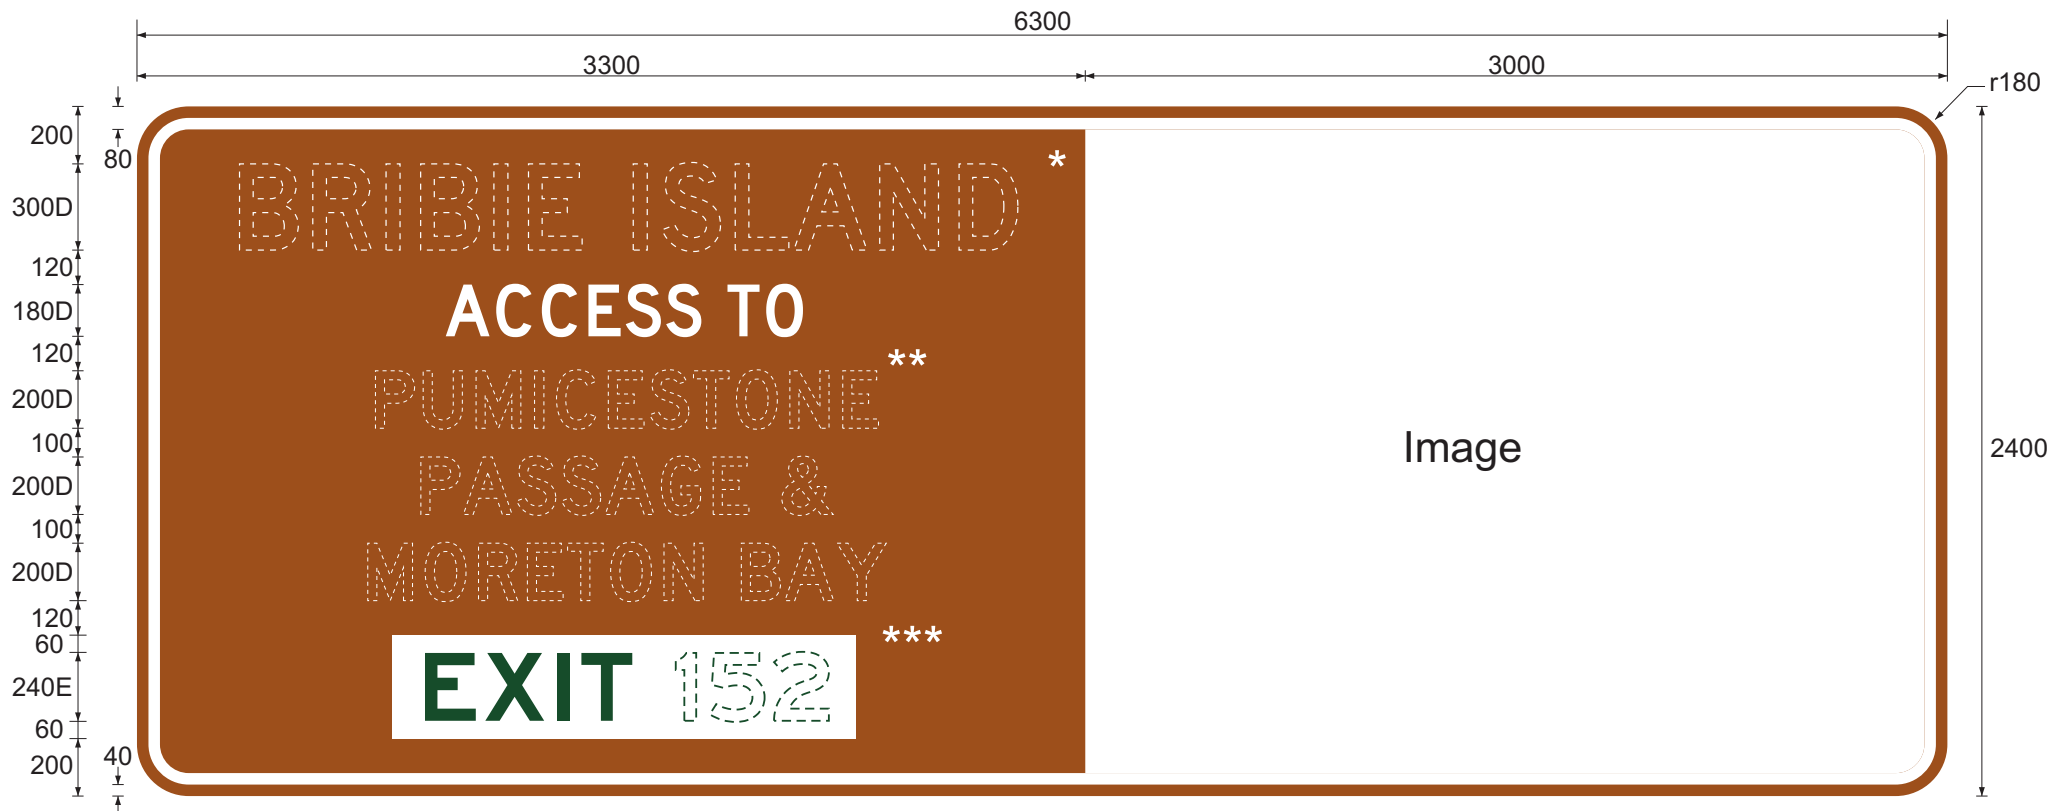 6300
3300 3000
r180
200
80
BRIBIE ISLAND *
300D
120
180D
ACCESS TO
120
**
200D
PUMICESTONE
100
Image
2400
200D
PASSAGE &
100
200D
MORETON BAY
120
***
60
240E
EXIT 152
60
40
200